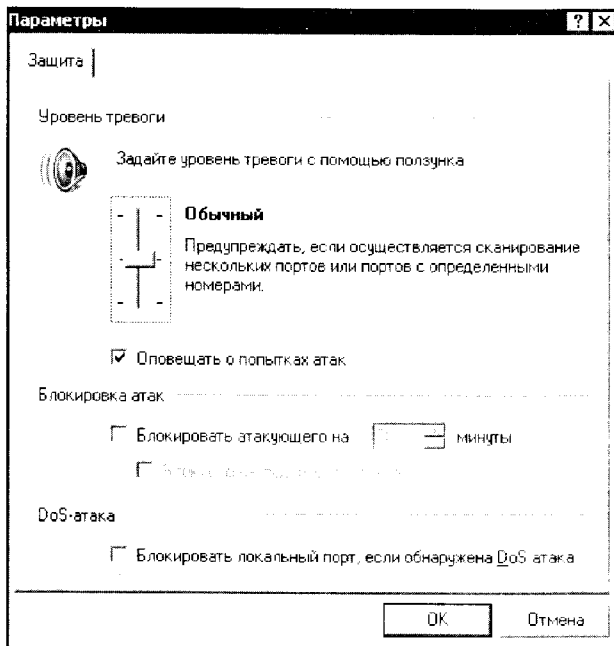 Параметры
Защита
Уровень тревоги
Задайте уровень тревоги с помощью ползунка
Обычный
Предупреждать, если осуществляется сканирование
нескольких портов или портов с определенными
номерами.
Оповещать о попытках атак
Блокировка атак
Блокировать атакующего на
минуты
DoS-атака
Блокировать локальный порт, если обнаружена DoS атака
OK
Отмена